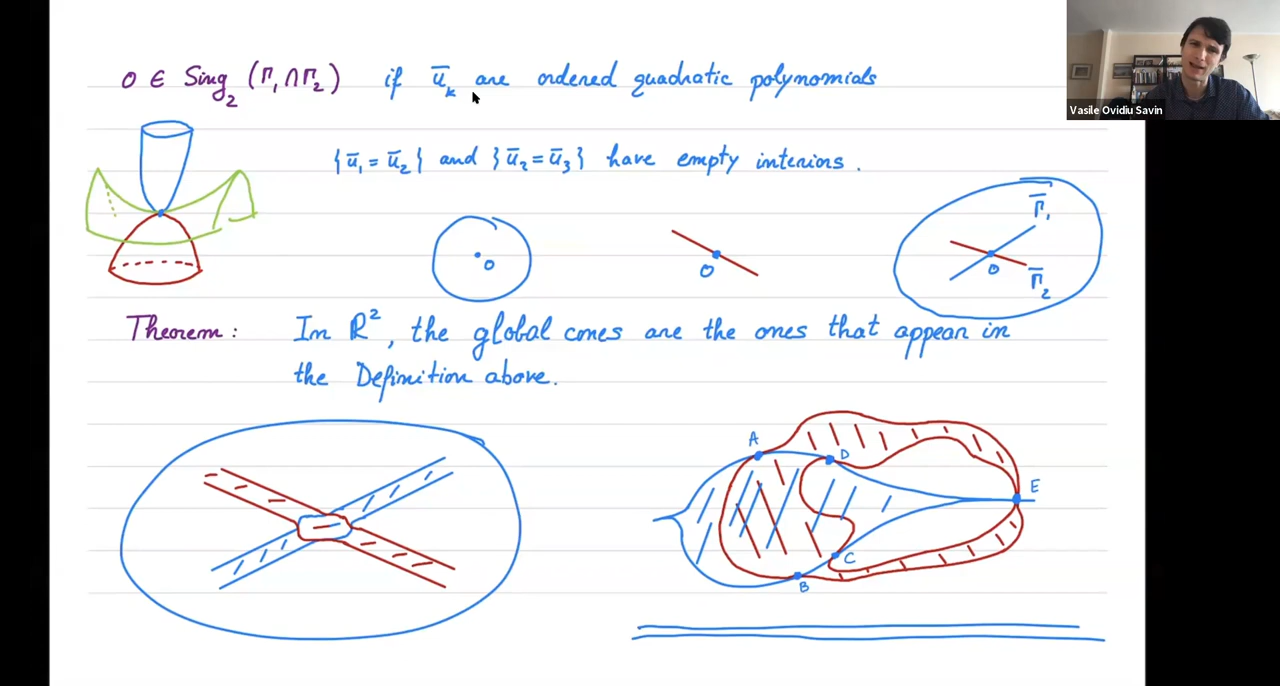 0 ∈ Sing₂ (Γ₁∩Γ₂) if ū_k are ordered quadratic polynomials
Vasile Ovidiu Savin
{ū₁ = ū₂} and {ū₂ = ū₃} have empty interiors.
Γ̄₁
0
0
0
Γ̄₂
Theorem: In R², the global cones are the ones that appear in
the Definition above.
A
D
E
C
B